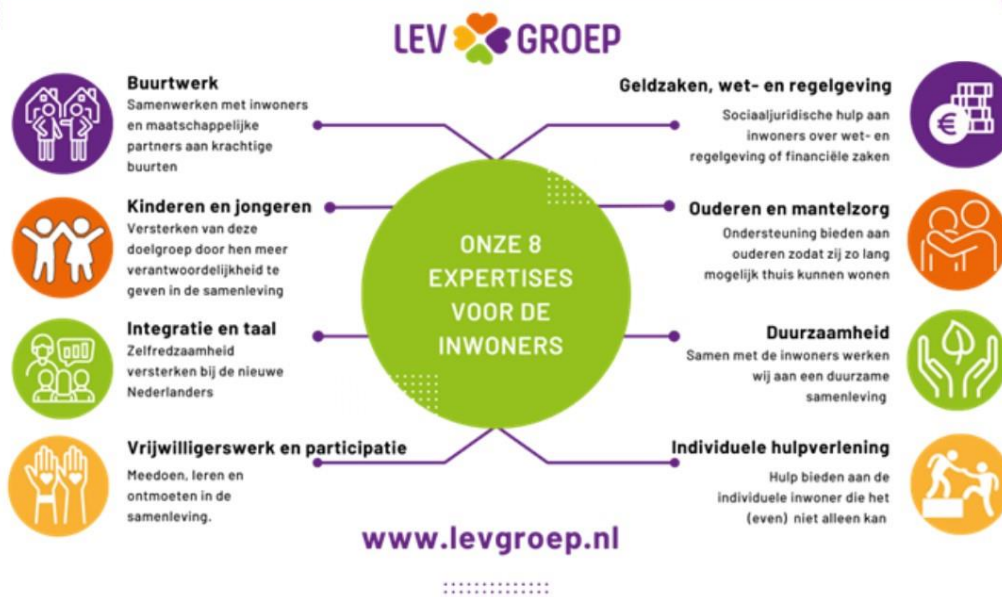 LEV GROEP
Buurtwerk
Samenwerken met inwoners
en maatschappelijke
partners aan krachtige
buurten
Kinderen en jongeren
Versterken van deze
doelgroep door hen meer
verantwoordelijkheid te
geven in de samenleving
Integratie en taal
Zelfredzaamheid
versterken bij de nieuwe
Nederlanders
Vrijwilligerswerk en participatie
Meedoen, leren en
ontmoeten in de
samenleving.
ONZE 8
EXPERTISES
VOOR DE
INWONERS
Geldzaken, wet- en regelgeving
Sociaaljuridische hulp aan
inwoners over wet- en
regelgeving of financiële zaken
Ouderen en mantelzorg
Ondersteuning bieden aan
ouderen zodat zij zo lang
mogelijk thuis kunnen wonen
Duurzaamheid
Samen met de inwoners werken
wij aan een duurzame
samenleving
Individuele hulpverlening
Hulp bieden aan de
individuele inwoner die het
(even) niet alleen kan
www.levgroep.nl